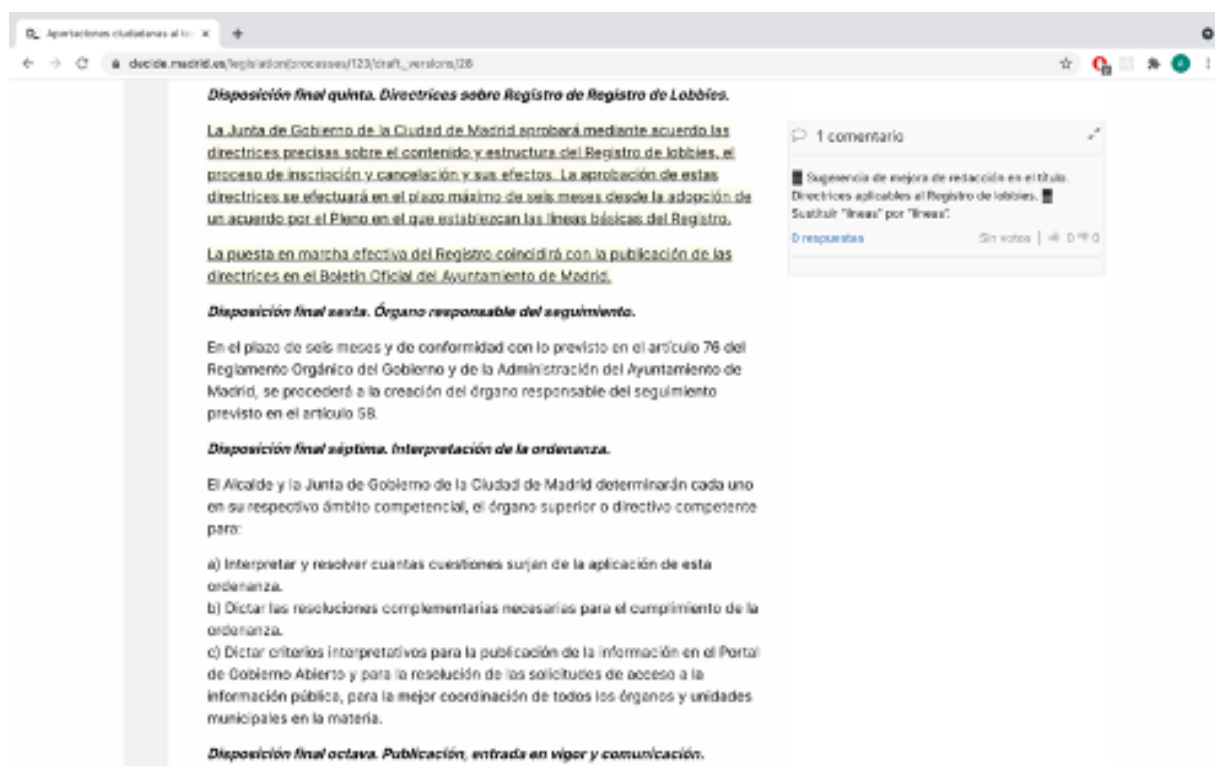 Aportaciones ciudadanas al te
decide.madrid.es/legislation/processes/123/draft_versions/28
Disposición final quinta. Directrices sobre Registro de Registro de Lobbies.
La Junta de Gobierno de la Ciudad de Madrid aprobará mediante acuerdo las
directrices precisas sobre el contenido y estructura del Registro de lobbies, el
proceso de inscripción y cancelación y sus efectos. La aprobación de estas
directrices se efectuará en el plazo máximo de seis meses desde la adopción de
un acuerdo por el Pleno en el que establezcan las líneas básicas del Registro.
La puesta en marcha efectiva del Registro coincidirá con la publicación de las
directrices en el Boletín Oficial del Ayuntamiento de Madrid.
Disposición final sexta. Órgano responsable del seguimiento.
En el plazo de seis meses y de conformidad con lo previsto en el artículo 76 del
Reglamento Orgánico del Gobierno y de la Administración del Ayuntamiento de
Madrid, se procederá a la creación del órgano responsable del seguimiento
previsto en el artículo 58.
Disposición final séptima. Interpretación de la ordenanza.
El Alcalde y la Junta de Gobierno de la Ciudad de Madrid determinarán cada uno
en su respectivo ámbito competencial, el órgano superior o directivo competente
para:
a) Interpretar y resolver cuantas cuestiones surjan de la aplicación de esta
ordenanza.
b) Dictar las resoluciones complementarias necesarias para el cumplimiento de la
ordenanza.
c) Dictar criterios interpretativos para la publicación de la información en el Portal
de Gobierno Abierto y para la resolución de las solicitudes de acceso a la
información pública, para la mejor coordinación de todos los órganos y unidades
municipales en la materia.
Disposición final octava. Publicación, entrada en vigor y comunicación.
1 comentario
Sugerencia de mejora de redacción en el título.
Directrices aplicables al Registro de lobbies.
Sustituir "lineas" por "líneas".
0 respuestas
Sin votos | 0 0